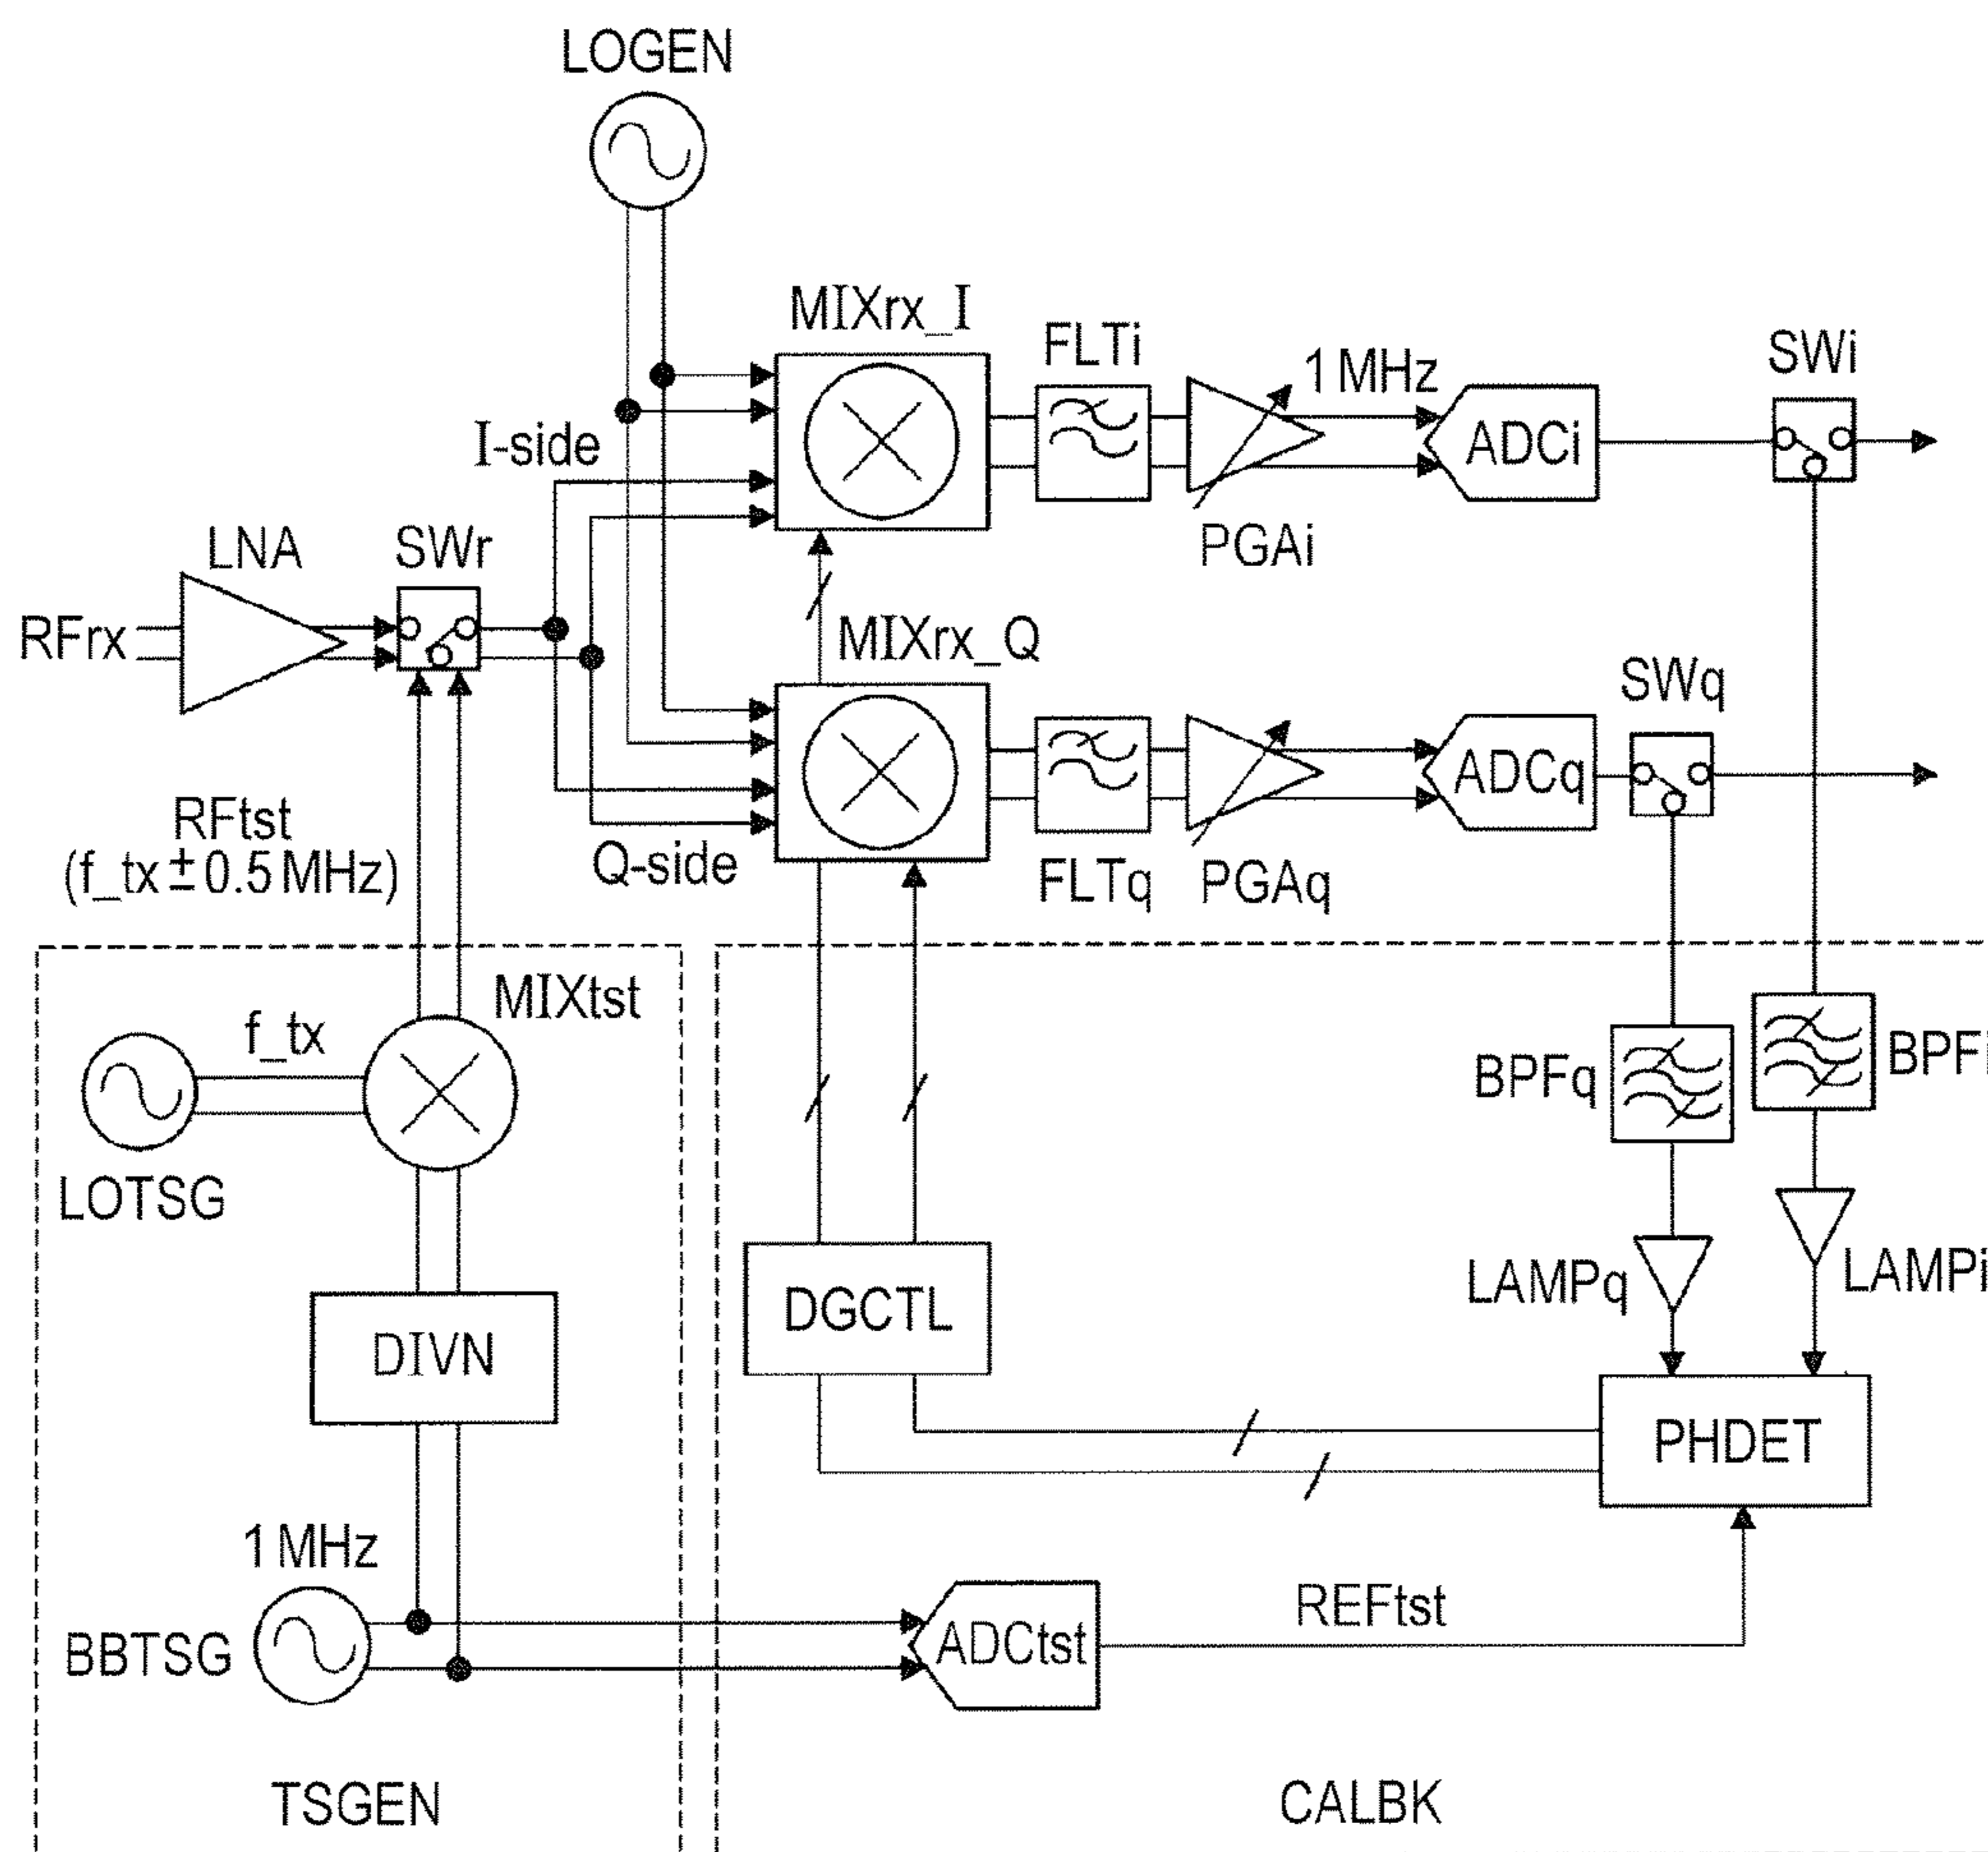 LOGEN
MIXrx_I
FLTi
1 MHz
SWi
I-side
ADCi
PGAi
LNA
SWr
RFrx
MIXrx_Q
SWq
ADCq
RFtst
(f_tx ± 0.5 MHz)
Q-side
FLTq
PGAq
MIXtst
f_tx
BPFq
BPFi
LOTSG
LAMPq
LAMPi
DGCTL
DIVN
PHDET
1 MHz
REFtst
BBTSG
ADCtst
TSGEN
CALBK